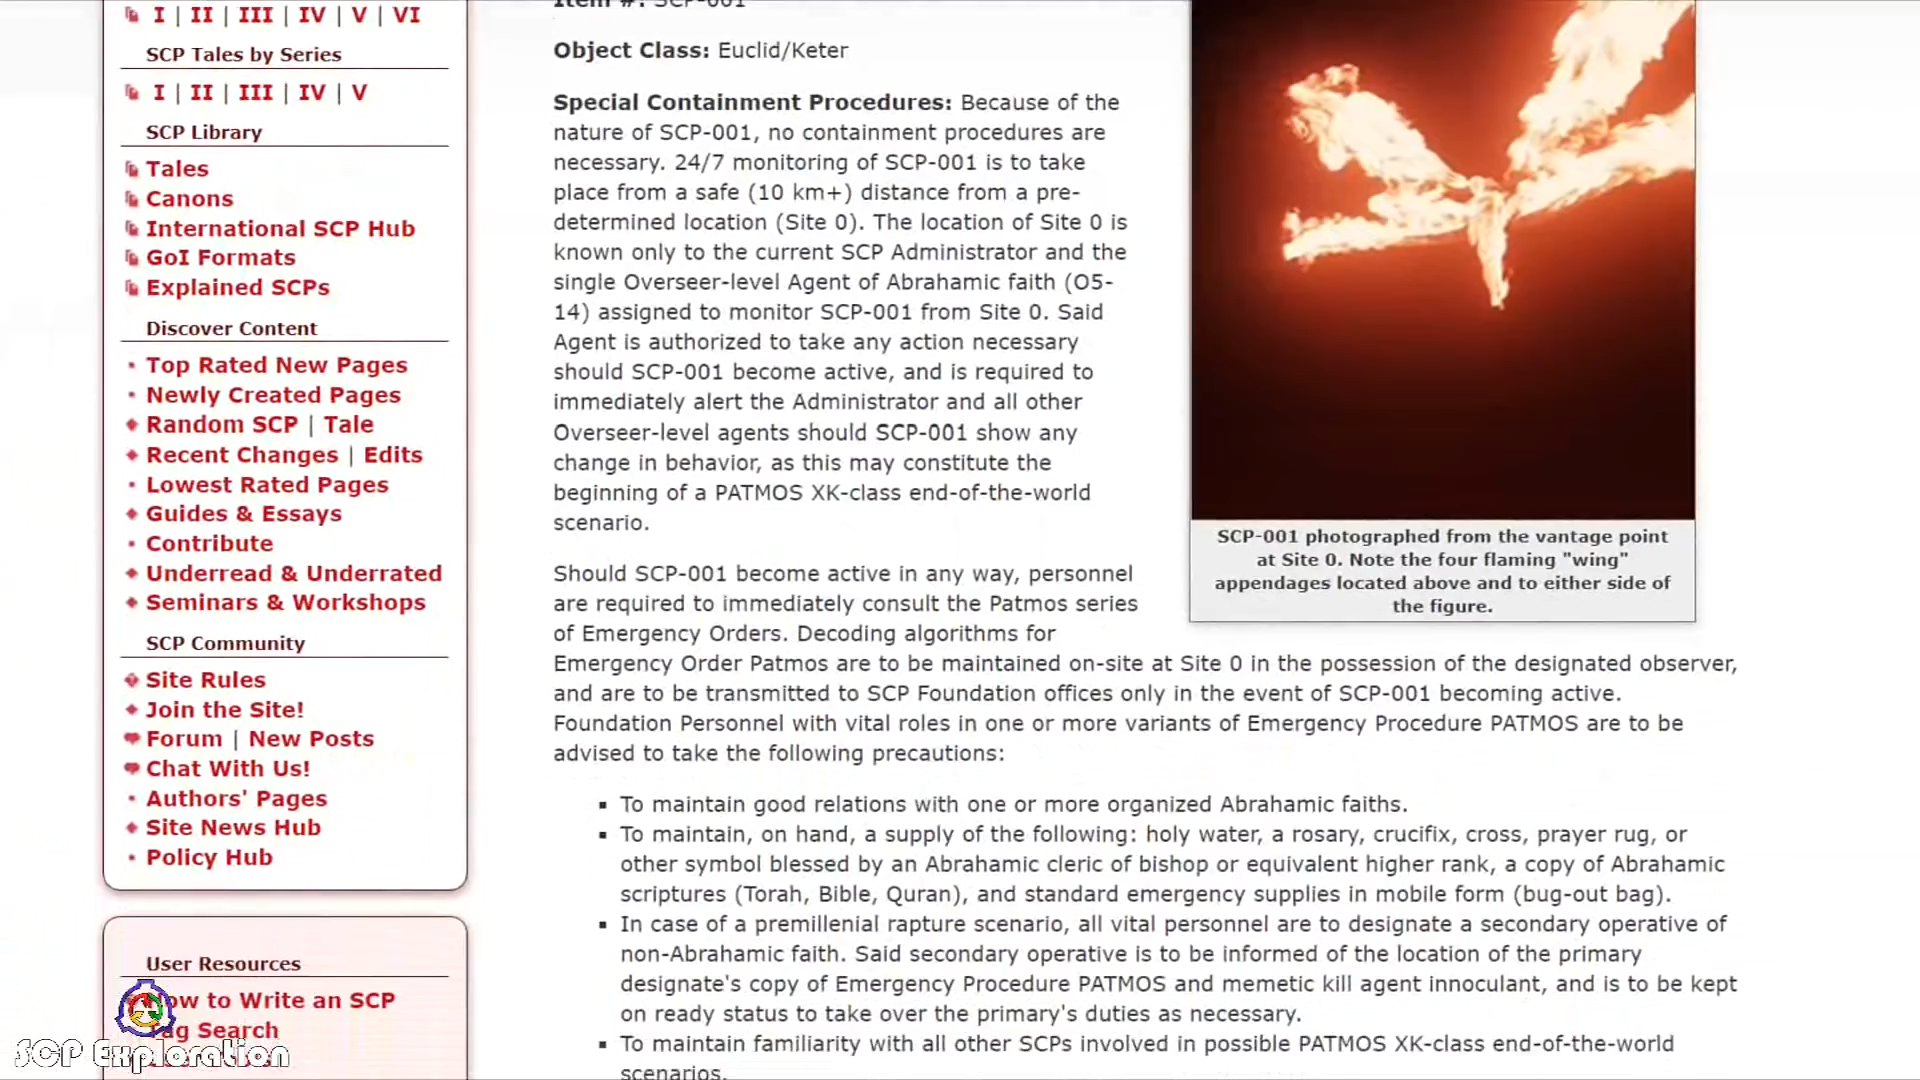 I | II | III | IV | V | VI
SCP Tales by Series
I | II | III | IV | V
SCP Library
Tales
Canons
International SCP Hub
GoI Formats
Explained SCPs
Discover Content
Top Rated New Pages
Newly Created Pages
Random SCP | Tale
Recent Changes | Edits
Lowest Rated Pages
Guides & Essays
Contribute
Underread & Underrated
Seminars & Workshops
SCP Community
Site Rules
Join the Site!
Forum | New Posts
Chat With Us!
Authors' Pages
Site News Hub
Policy Hub
User Resources
How to Write an SCP
Tag Search
SCP Exploration
Item #: SCP-001
Object Class: Euclid/Keter
Special Containment Procedures: Because of the
nature of SCP-001, no containment procedures are
necessary. 24/7 monitoring of SCP-001 is to take
place from a safe (10 km+) distance from a pre-
determined location (Site 0). The location of Site 0 is
known only to the current SCP Administrator and the
single Overseer-level Agent of Abrahamic faith (O5-
14) assigned to monitor SCP-001 from Site 0. Said
Agent is authorized to take any action necessary
should SCP-001 become active, and is required to
immediately alert the Administrator and all other
Overseer-level agents should SCP-001 show any
change in behavior, as this may constitute the
beginning of a PATMOS XK-class end-of-the-world
scenario.
SCP-001 photographed from the vantage point
at Site 0. Note the four flaming "wing"
appendages located above and to either side of
the figure.
Should SCP-001 become active in any way, personnel
are required to immediately consult the Patmos series
of Emergency Orders. Decoding algorithms for
Emergency Order Patmos are to be maintained on-site at Site 0 in the possession of the designated observer,
and are to be transmitted to SCP Foundation offices only in the event of SCP-001 becoming active.
Foundation Personnel with vital roles in one or more variants of Emergency Procedure PATMOS are to be
advised to take the following precautions:
To maintain good relations with one or more organized Abrahamic faiths.
To maintain, on hand, a supply of the following: holy water, a rosary, crucifix, cross, prayer rug, or
other symbol blessed by an Abrahamic cleric of bishop or equivalent higher rank, a copy of Abrahamic
scriptures (Torah, Bible, Quran), and standard emergency supplies in mobile form (bug-out bag).
In case of a premillenial rapture scenario, all vital personnel are to designate a secondary operative of
non-Abrahamic faith. Said secondary operative is to be informed of the location of the primary
designate's copy of Emergency Procedure PATMOS and memetic kill agent innoculant, and is to be kept
on ready status to take over the primary's duties as necessary.
To maintain familiarity with all other SCPs involved in possible PATMOS XK-class end-of-the-world
scenarios.